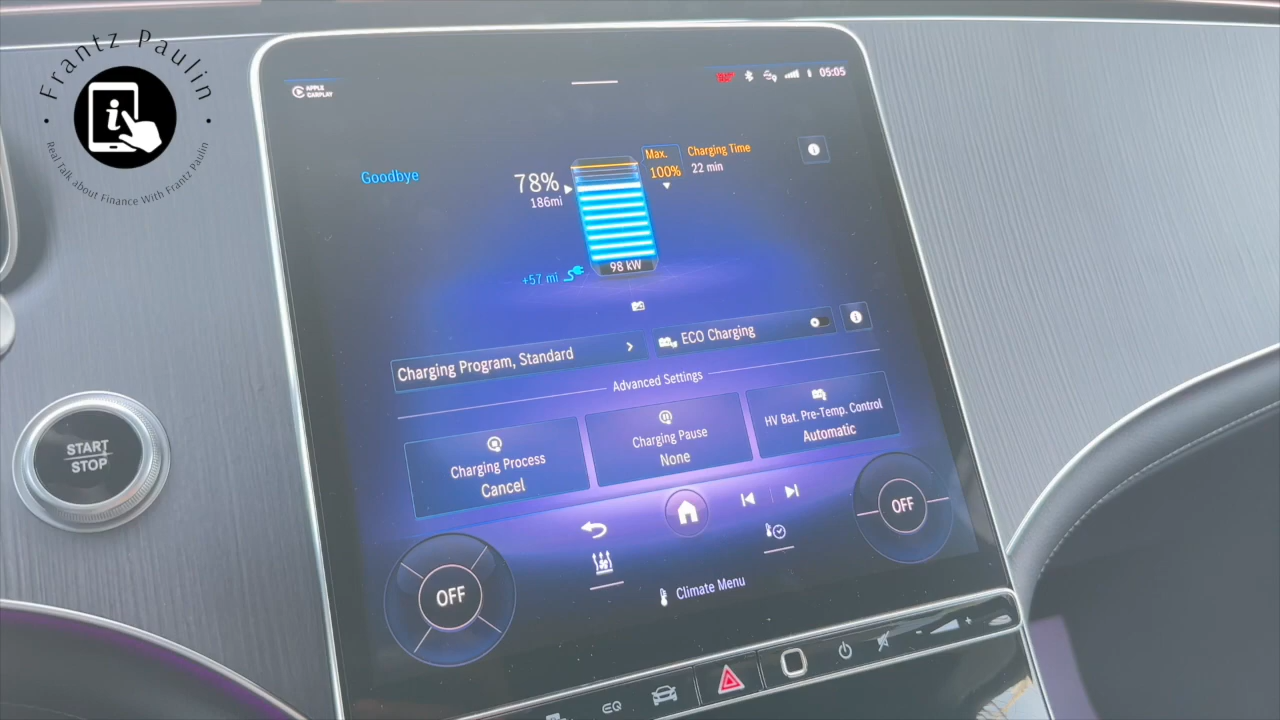 Frantz Paulin
i
Real Talk about Finance With Frantz Paulin
APPLE
CARPLAY
05:05
Goodbye
78%
186mi
Max.
100%
Charging Time
22 min
+57 mi
98 kW
Charging Program, Standard
ECO Charging
Advanced Settings
Charging Process
Cancel
Charging Pause
None
HV Bat. Pre-Temp. Control
Automatic
START
STOP
OFF
OFF
Climate Menu
EQ
- +